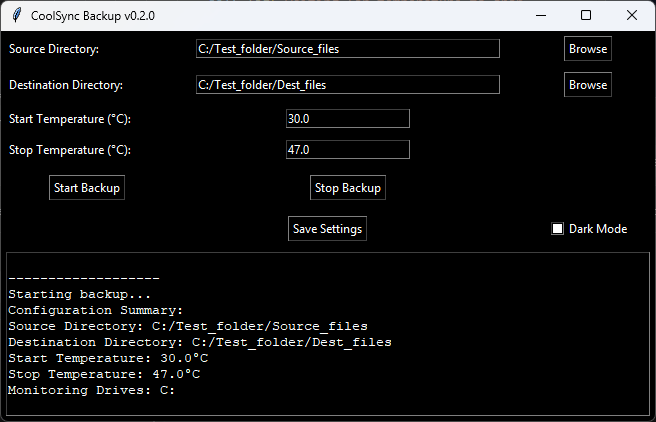 CoolSync Backup v0.2.0
Source Directory: C:/Test_folder/Source_files Browse
Destination Directory: C:/Test_folder/Dest_files Browse
Start Temperature (°C): 30.0
Stop Temperature (°C): 47.0
Start Backup Stop Backup
Save Settings Dark Mode
-------------------
Starting backup...
Configuration Summary:
Source Directory: C:/Test_folder/Source_files
Destination Directory: C:/Test_folder/Dest_files
Start Temperature: 30.0°C
Stop Temperature: 47.0°C
Monitoring Drives: C: